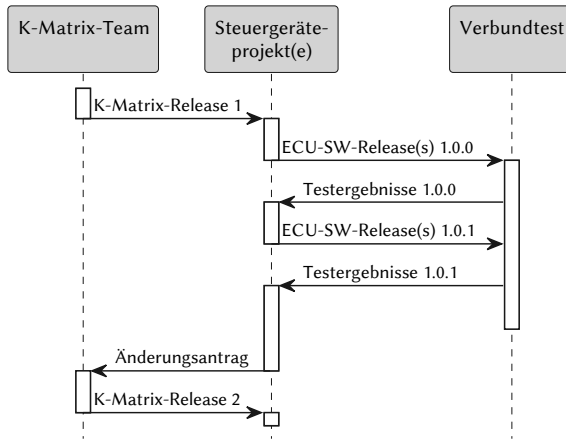 K-Matrix-Team
Steuergeräte-
projekt(e)
Verbundtest
K-Matrix-Release 1
ECU-SW-Release(s) 1.0.0
Testergebnisse 1.0.0
ECU-SW-Release(s) 1.0.1
Testergebnisse 1.0.1
Änderungsantrag
K-Matrix-Release 2